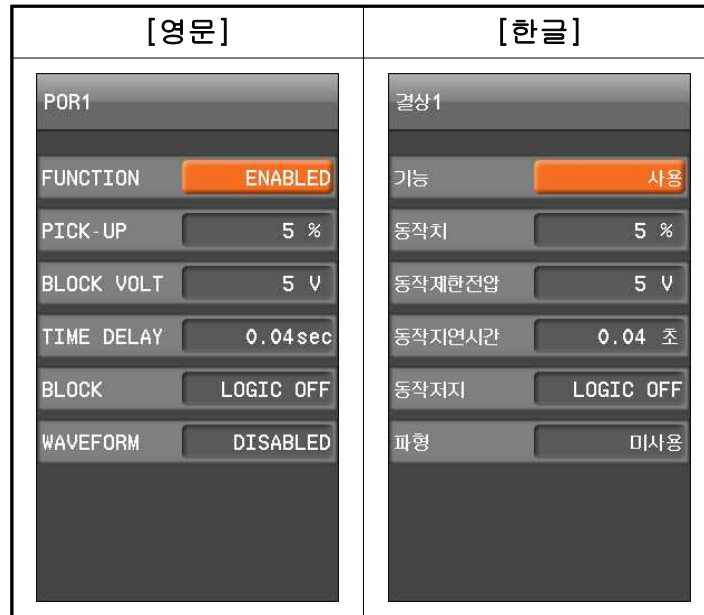 [영문]
[한글]
POR1
FUNCTION ENABLED
PICK-UP 5 %
BLOCK VOLT 5 V
TIME DELAY 0.04sec
BLOCK LOGIC OFF
WAVEFORM DISABLED
결상1
기능 사용
동작치 5 %
동작제한전압 5 V
동작지연시간 0.04 초
동작저지 LOGIC OFF
파형 미사용